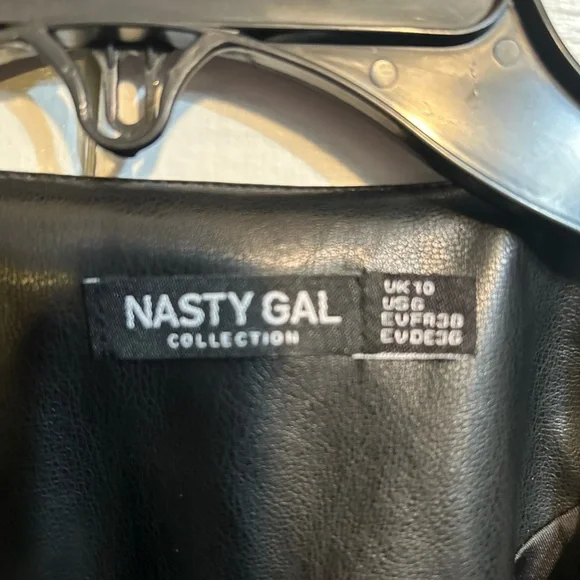 NASTY GAL
COLLECTION
UK 10
US 6
EU FR 38
EU DE 36